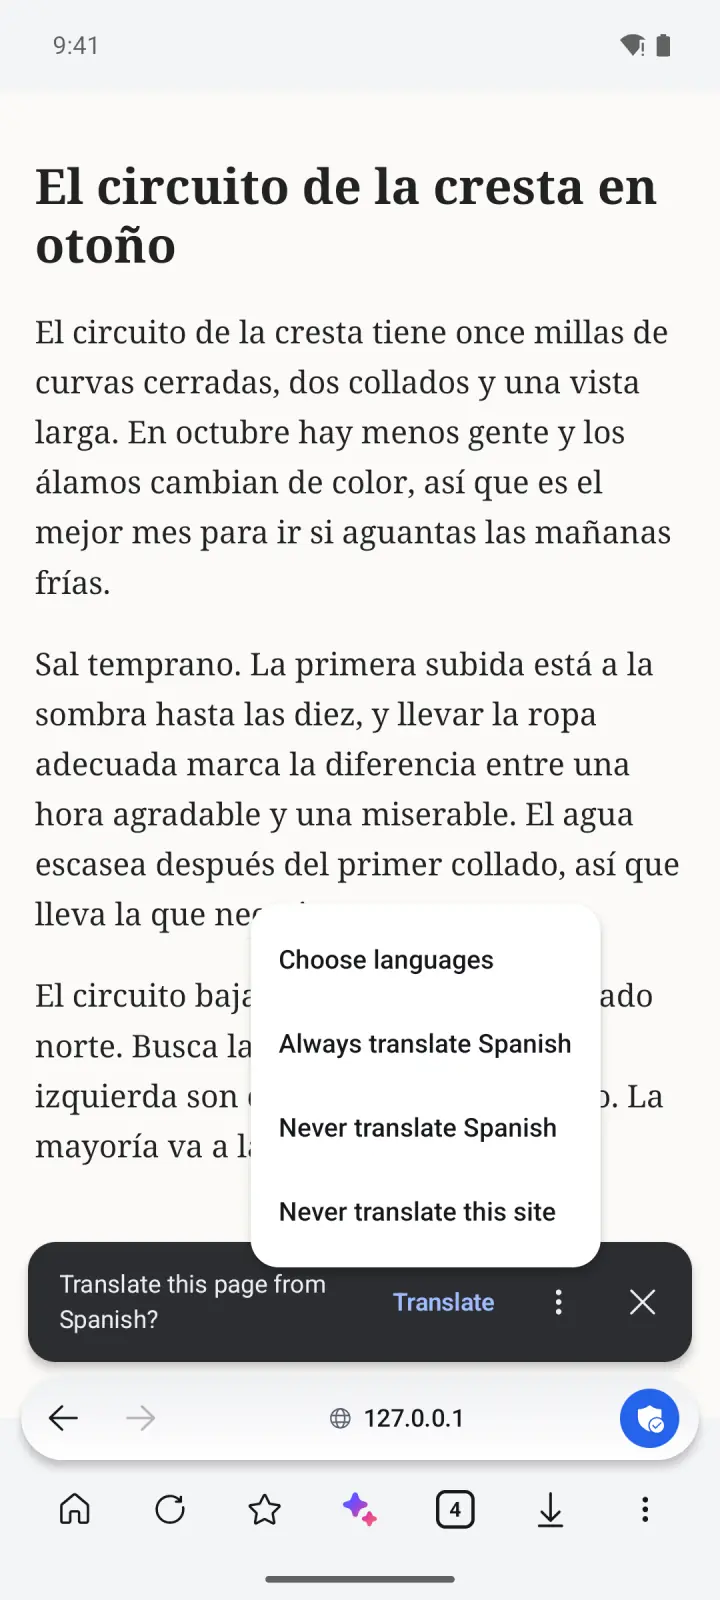 9:41
El circuito de la cresta en
otoño
El circuito de la cresta tiene once millas de
curvas cerradas, dos collados y una vista
larga. En octubre hay menos gente y los
álamos cambian de color, así que es el
mejor mes para ir si aguantas las mañanas
frías.
Sal temprano. La primera subida está a la
sombra hasta las diez, y llevar la ropa
adecuada marca la diferencia entre una
hora agradable y una miserable. El agua
escasea después del primer collado, así que
lleva la que
El circuito
norte. Busca
izquierda son
La
mayoría va a
Choose languages
Always translate Spanish
Never translate Spanish
Never translate this site
Translate this page from
Spanish?
Translate
127.0.0.1
4